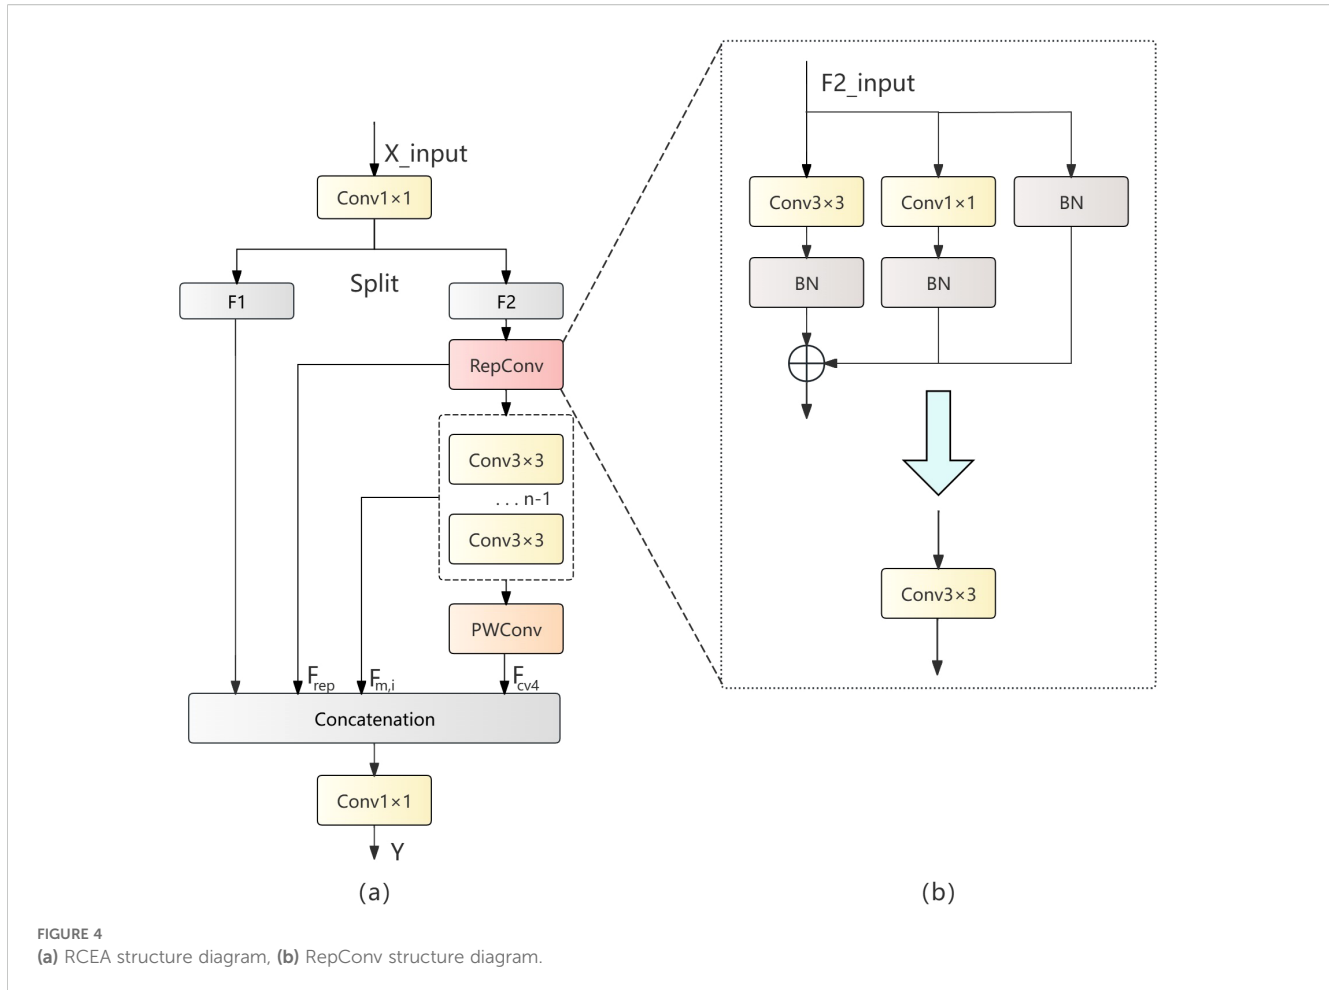 X_input
Conv1×1
Split
F1
F2
RepConv
Conv3×3
...n-1
Conv3×3
PWConv
F_rep
F_m,i
F_cv4
Concatenation
Conv1×1
Y
(a)
F2_input
Conv3×3
Conv1×1
BN
BN
BN
Conv3×3
(b)
FIGURE 4
(a) RCEA structure diagram, (b) RepConv structure diagram.